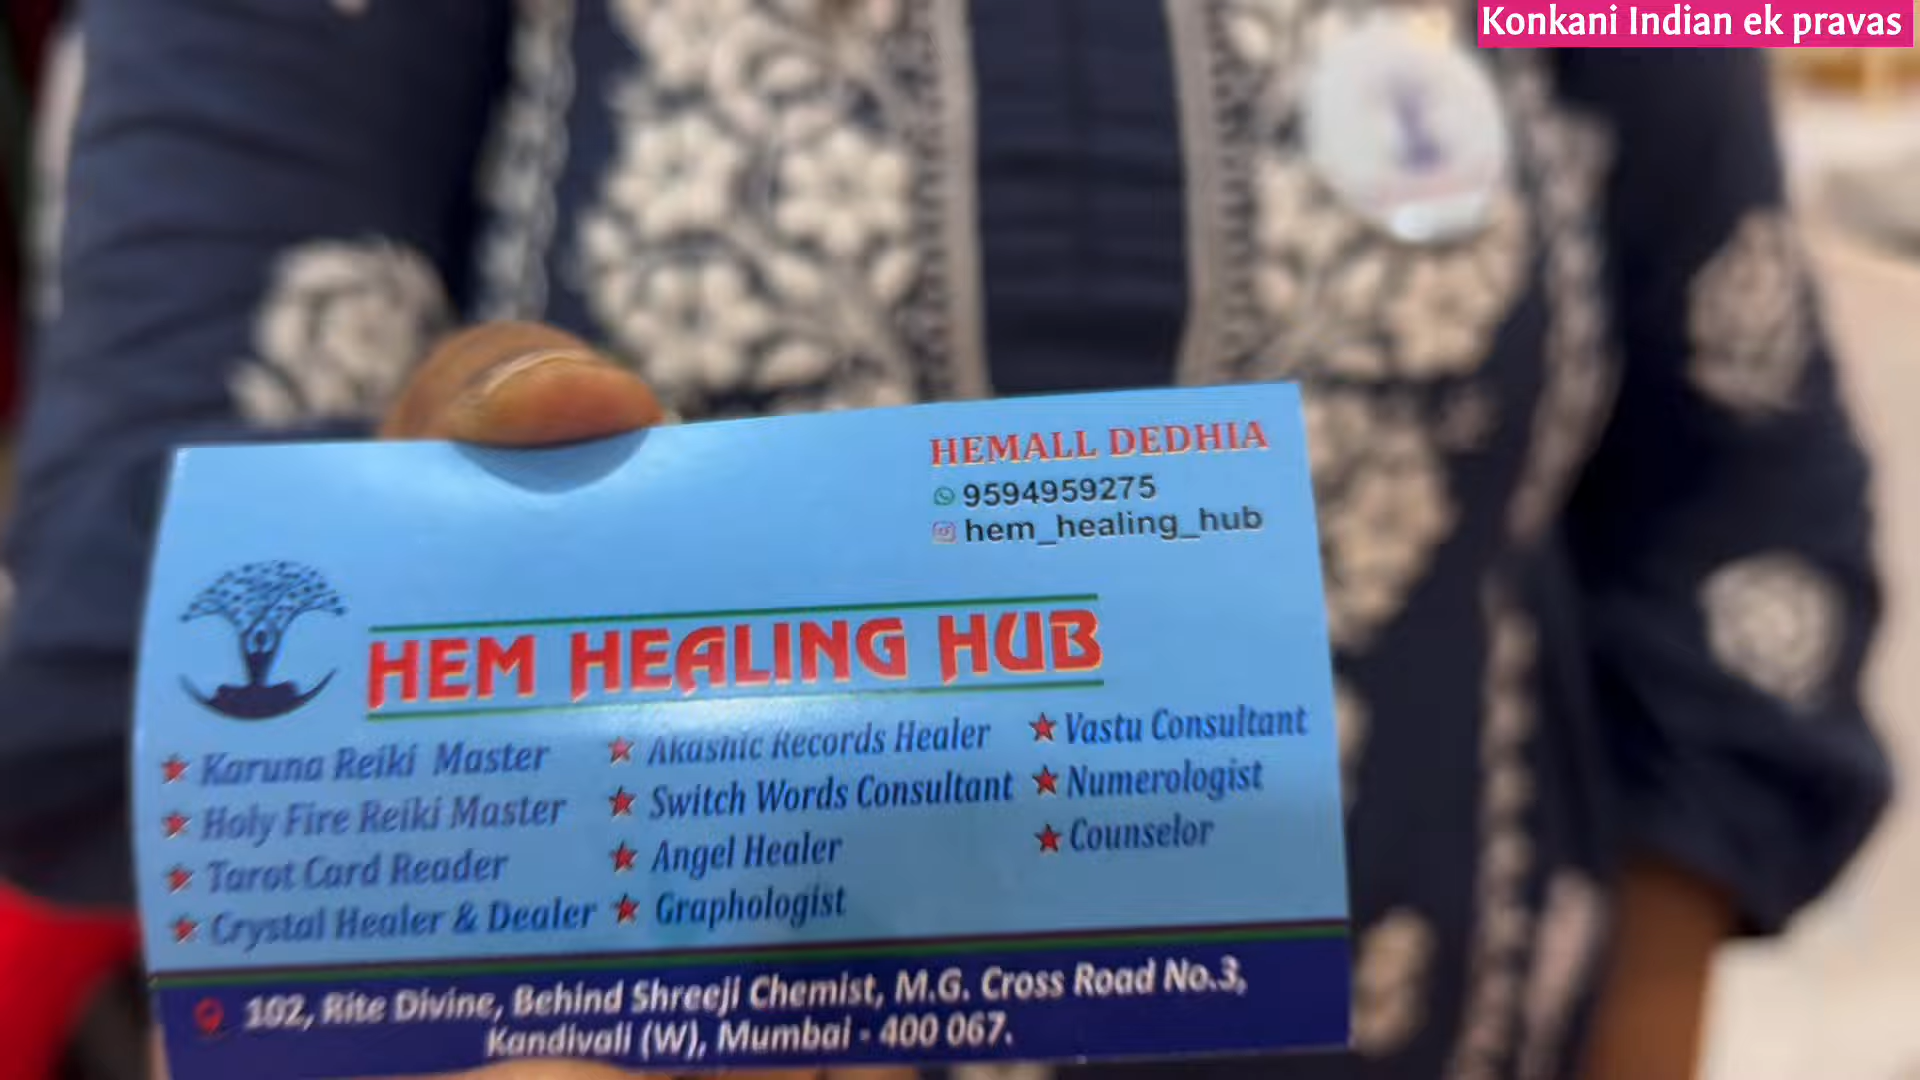 Konkani Indian ek pravas
HEMALL DEDHIA
9594959275
hem_healing_hub
HEM HEALING HUB
★ Karuna Reiki Master
★ Holy Fire Reiki Master
★ Tarot Card Reader
★ Crystal Healer & Dealer
★ Akashic Records Healer
★ Switch Words Consultant
★ Angel Healer
★ Graphologist
★ Vastu Consultant
★ Numerologist
★ Counselor
102, Rite Divine, Behind Shreeji Chemist, M.G. Cross Road No.3,
Kandivali (W), Mumbai - 400 067.